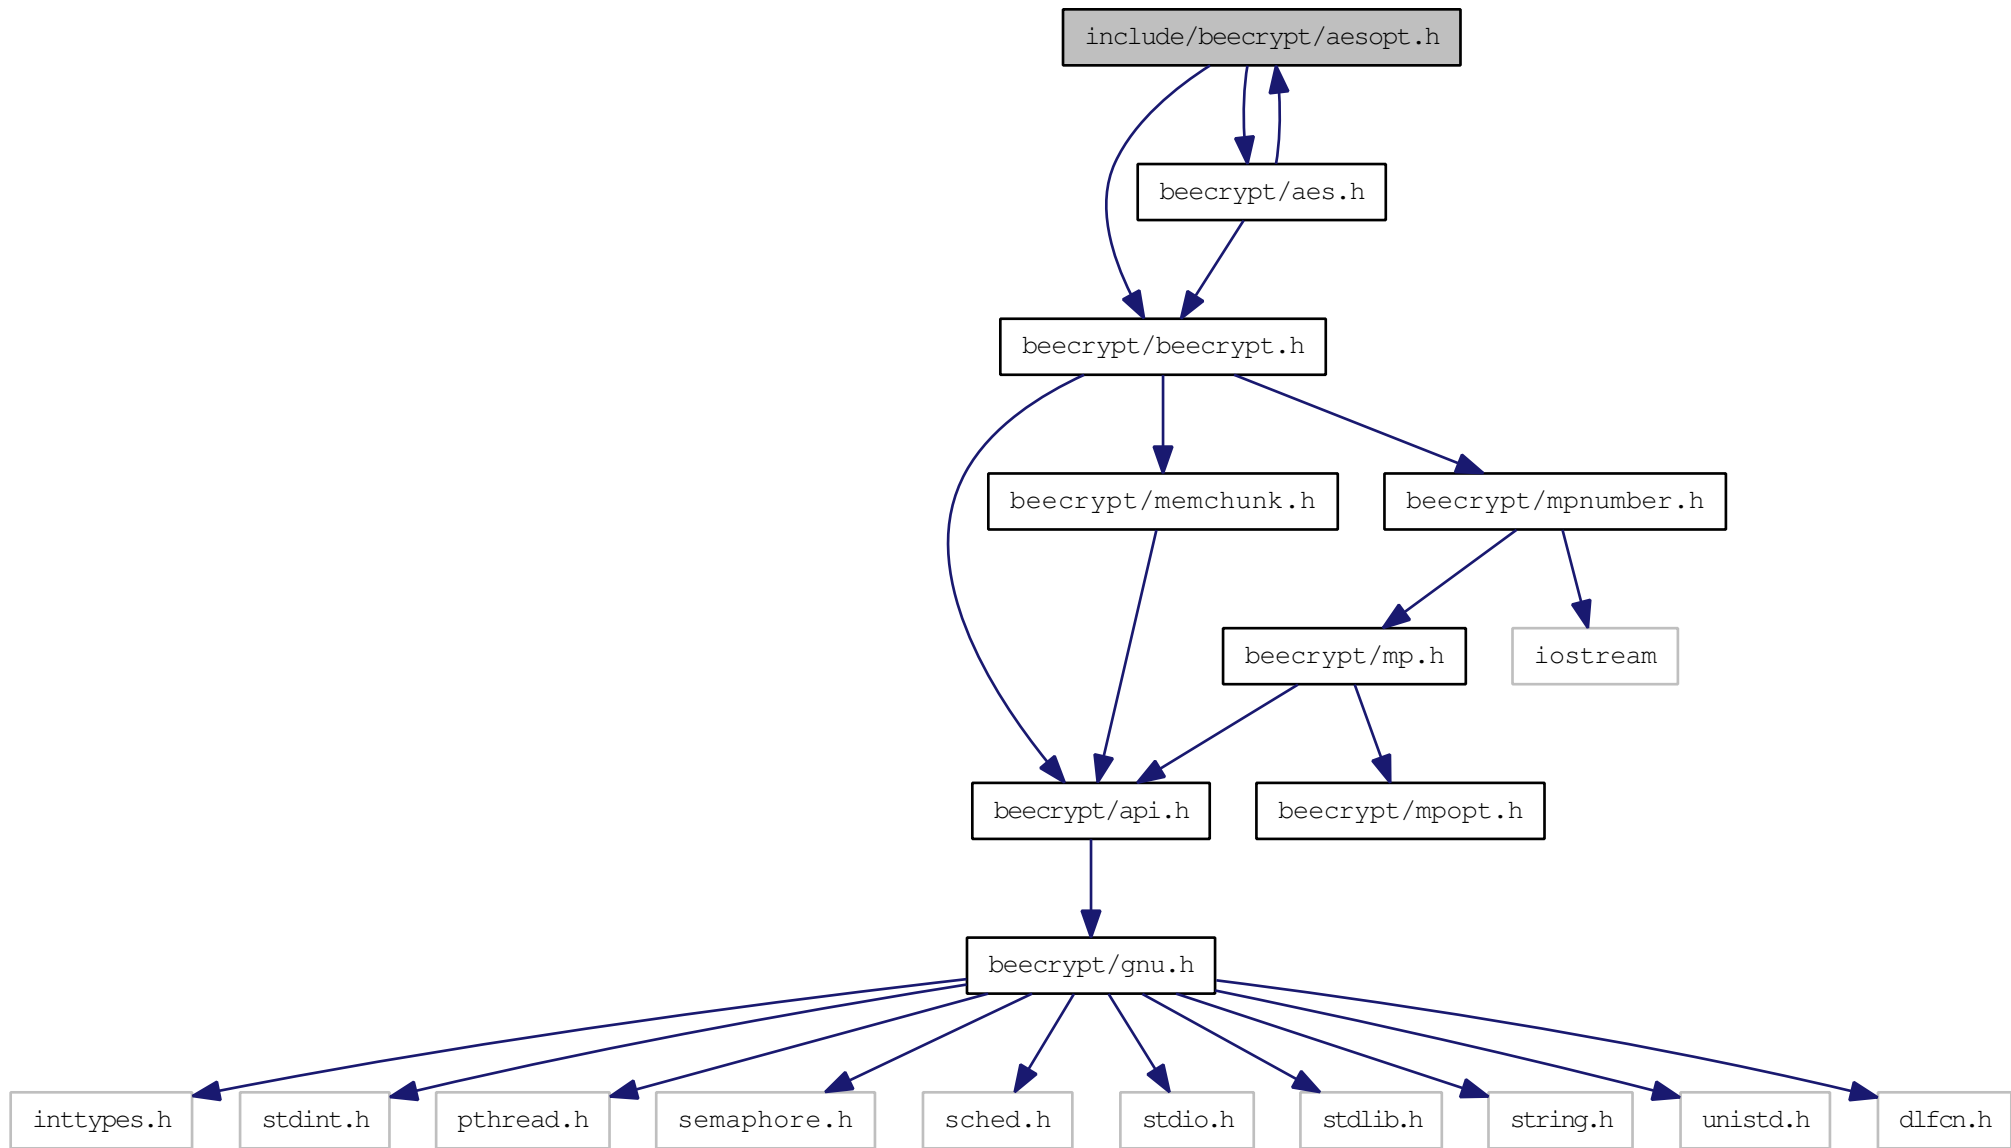 include/beecrypt/aesopt.h
beecrypt/aes.h
beecrypt/beecrypt.h
beecrypt/memchunk.h
beecrypt/mpnumber.h
beecrypt/mp.h
iostream
beecrypt/api.h
beecrypt/mpopt.h
beecrypt/gnu.h
inttypes.h
stdint.h
pthread.h
semaphore.h
sched.h
stdio.h
stdlib.h
string.h
unistd.h
dlfcn.h